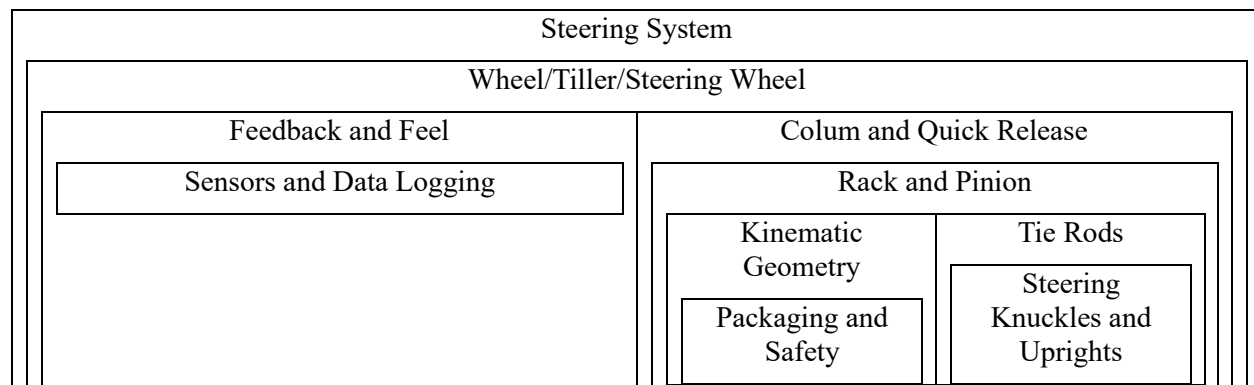 Steering System
Wheel/Tiller/Steering Wheel
Feedback and Feel
Colum and Quick Release
Sensors and Data Logging
Rack and Pinion
Kinematic
Geometry
Tie Rods
Packaging and
Safety
Steering
Knuckles and
Uprights